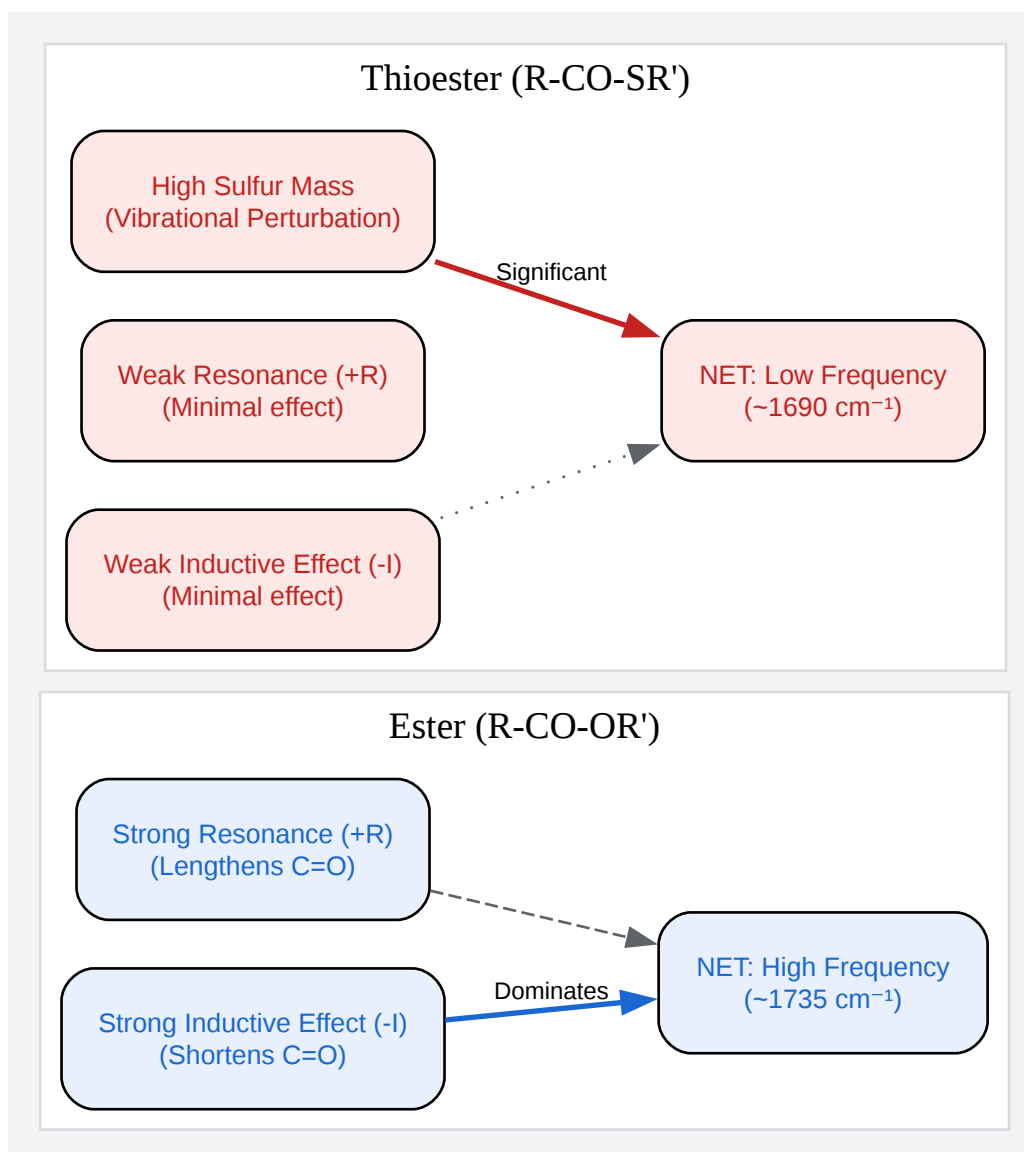 Thioester (R-CO-SR')
High Sulfur Mass
(Vibrational Perturbation)
Significant
Weak Resonance (+R)
(Minimal effect)
NET: Low Frequency
(~1690 cm⁻¹)
Weak Inductive Effect (-I)
(Minimal effect)
Ester (R-CO-OR')
Strong Resonance (+R)
(Lengthens C=O)
NET: High Frequency
(~1735 cm⁻¹)
Dominates
Strong Inductive Effect (-I)
(Shortens C=O)